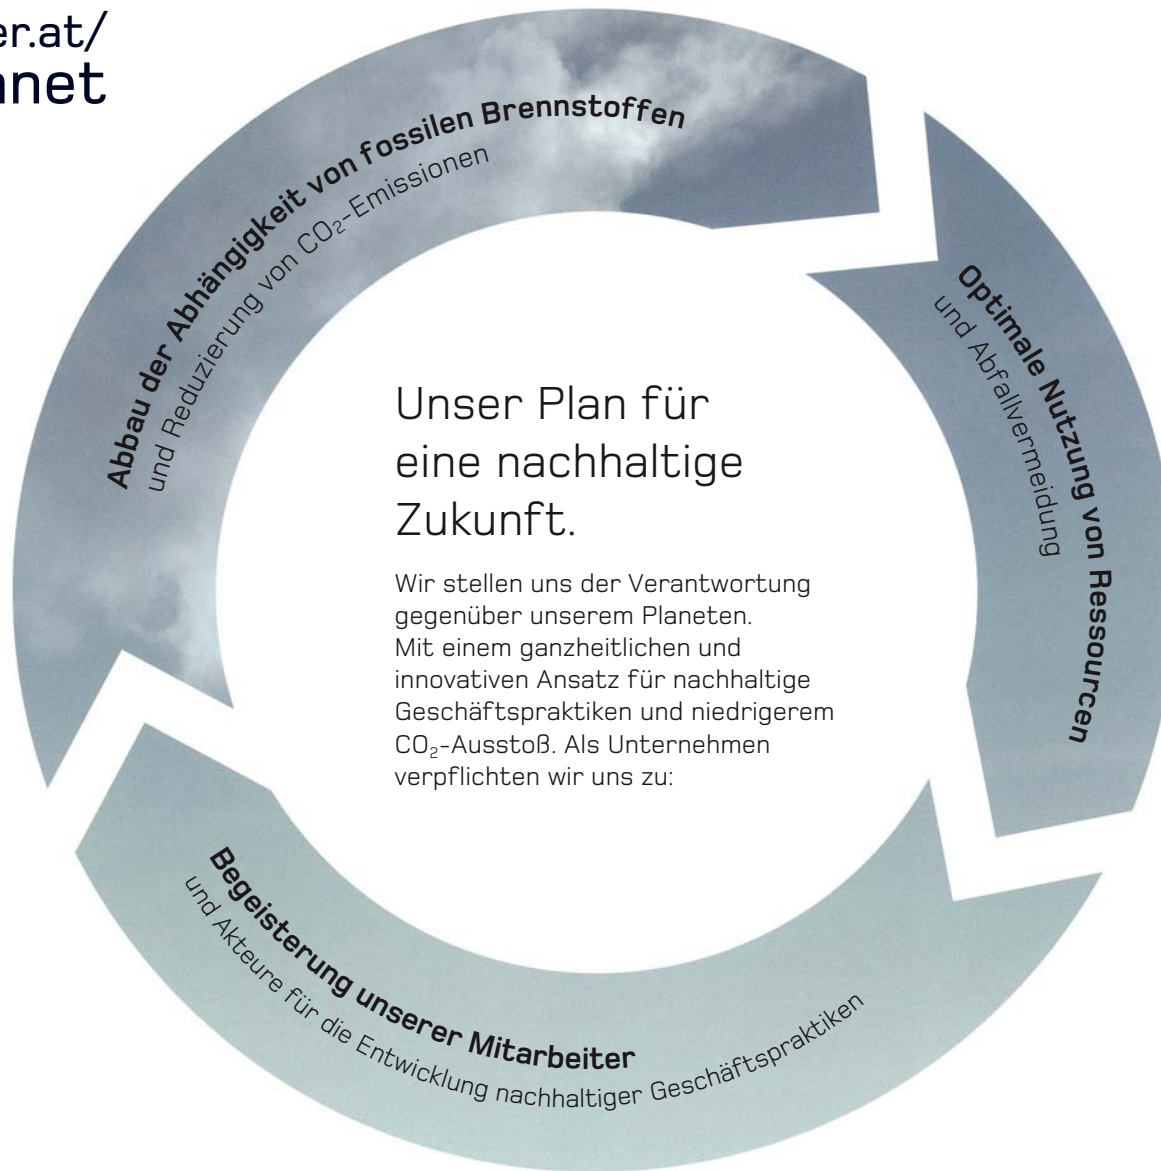 er.at/
net
Abbau der Abhängigkeit von fossilen Brennstoffen
und Reduzierung von CO₂-Emissionen
Optimale Nutzung von Ressourcen
und Abfallvermeidung
Unser Plan für
eine nachhaltige
Zukunft.
Wir stellen uns der Verantwortung
gegenüber unserem Planeten.
Mit einem ganzheitlichen und
innovativen Ansatz für nachhaltige
Geschäftspraktiken und niedrigerem
CO₂-Ausstoß. Als Unternehmen
verpflichten wir uns zu:
Begeisterung unserer Mitarbeiter
und Akteure für die Entwicklung nachhaltiger Geschäftspraktiken